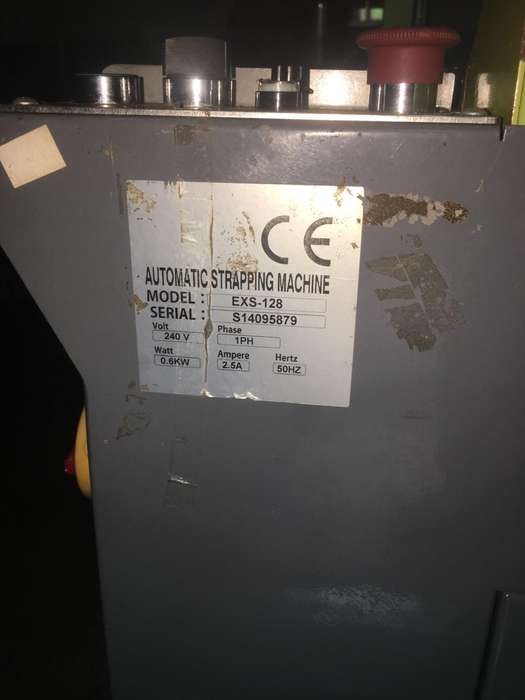 CE
AUTOMATIC STRAPPING MACHINE
MODEL : EXS-128
SERIAL : S14095879
Volt Phase
240 V 1PH
Watt Ampere Hertz
0.6KW 2.5A 50HZ